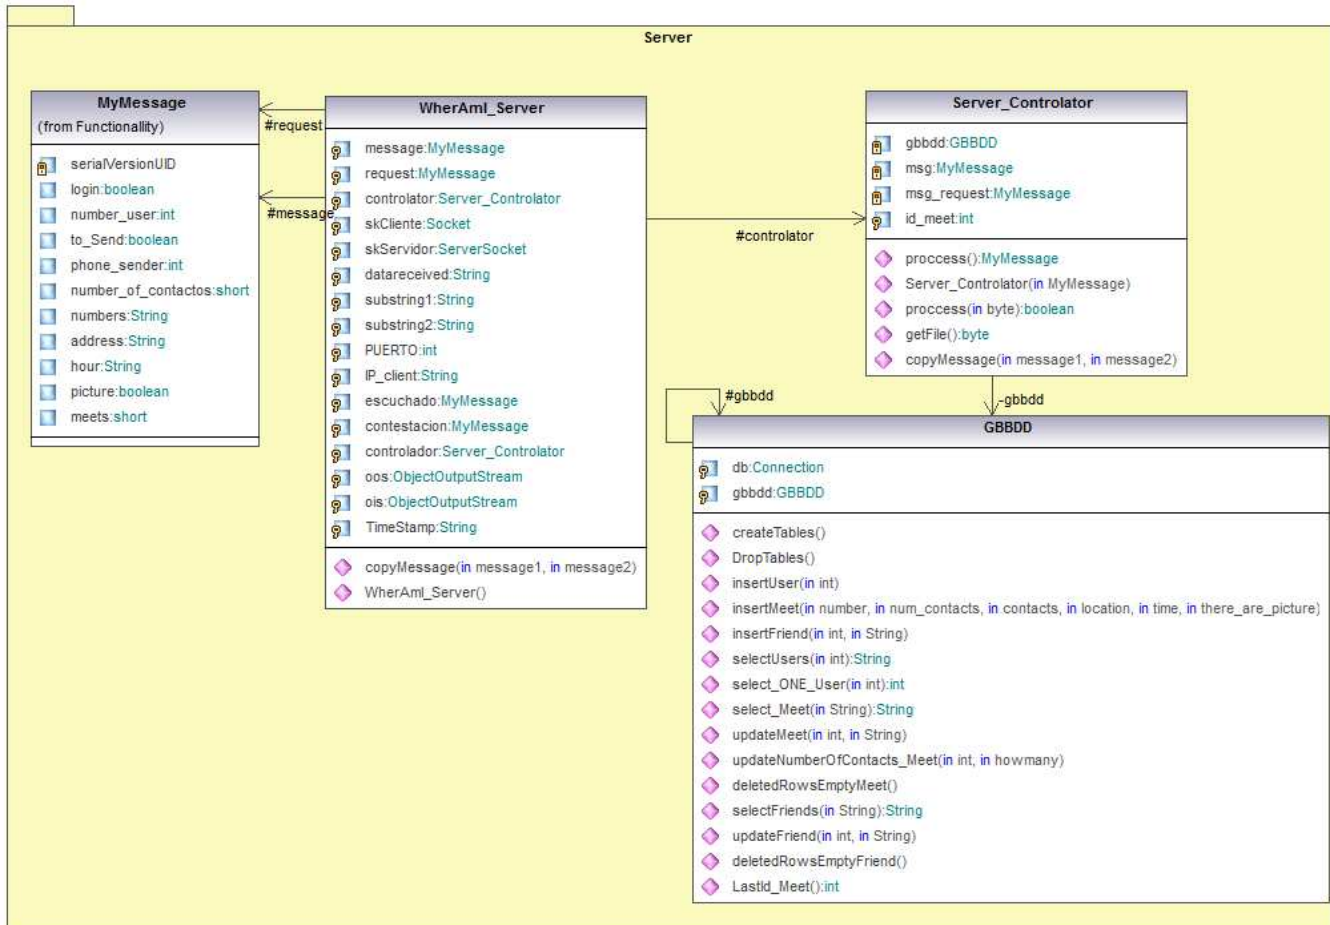 Server
MyMessage
(from Functionallity)
serialVersionUID
login:boolean
number_user:int
to_Send:boolean
phone_sender:int
number_of_contactos:short
numbers:String
address:String
hour:String
picture:boolean
meets:short
#request
#message
WherAmI_Server
message:MyMessage
request:MyMessage
controlator:Server_Controlator
skCliente:Socket
skServidor:ServerSocket
datareceived:String
substring1:String
substring2:String
PUERTO:int
IP_client:String
escuchado:MyMessage
contestacion:MyMessage
controlador:Server_Controlator
oos:ObjectOutputStream
ois:ObjectOutputStream
TimeStamp:String
copyMessage(in message1, in message2)
WherAmI_Server()
#controlator
Server_Controlator
gbbdd:GBBDD
msg:MyMessage
msg_request:MyMessage
id_meet:int
proccess():MyMessage
Server_Controlator(in MyMessage)
proccess(in byte):boolean
getFile():byte
copyMessage(in message1, in message2)
#gbbdd
-gbbdd
GBBDD
db:Connection
gbbdd:GBBDD
createTables()
DropTables()
insertUser(in int)
insertMeet(in number, in num_contacts, in contacts, in location, in time, in there_are_picture)
insertFriend(in int, in String)
selectUsers(in int):String
select_ONE_User(in int):int
select_Meet(in String):String
updateMeet(in int, in String)
updateNumberOfContacts_Meet(in int, in howmany)
deletedRowsEmptyMeet()
selectFriends(in String):String
updateFriend(in int, in String)
deletedRowsEmptyFriend()
LastId_Meet():int